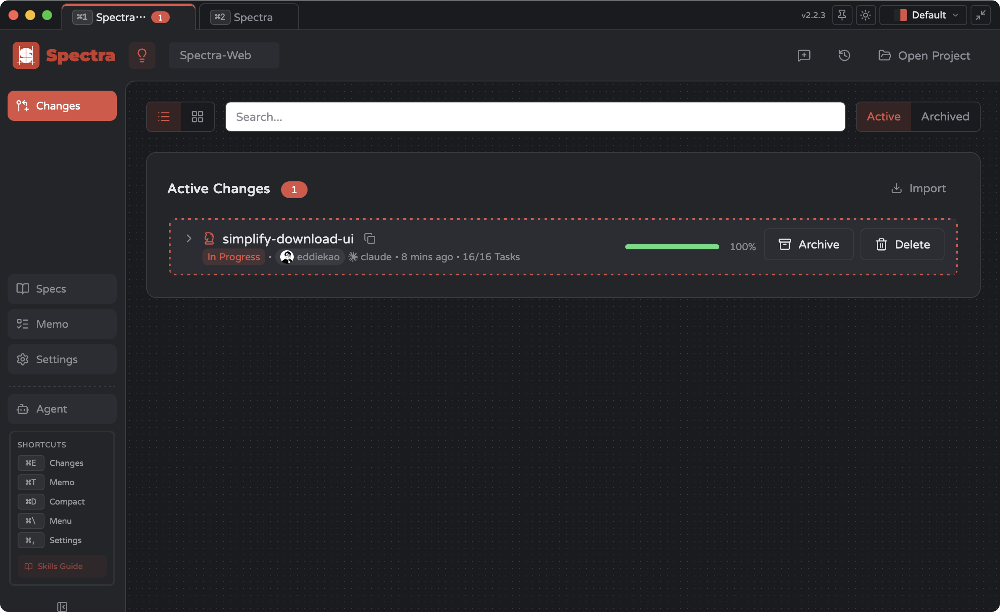 ⌘1 Spectra··· 1
⌘2 Spectra
v2.2.3
Default
Spectra
Spectra-Web
Open Project
Changes
Search...
Active
Archived
Active Changes 1
Import
simplify-download-ui
In Progress • eddiekao claude • 8 mins ago • 16/16 Tasks
100%
Archive
Delete
Specs
Memo
Settings
Agent
SHORTCUTS
⌘E Changes
⌘T Memo
⌘D Compact
⌘\ Menu
⌘, Settings
Skills Guide